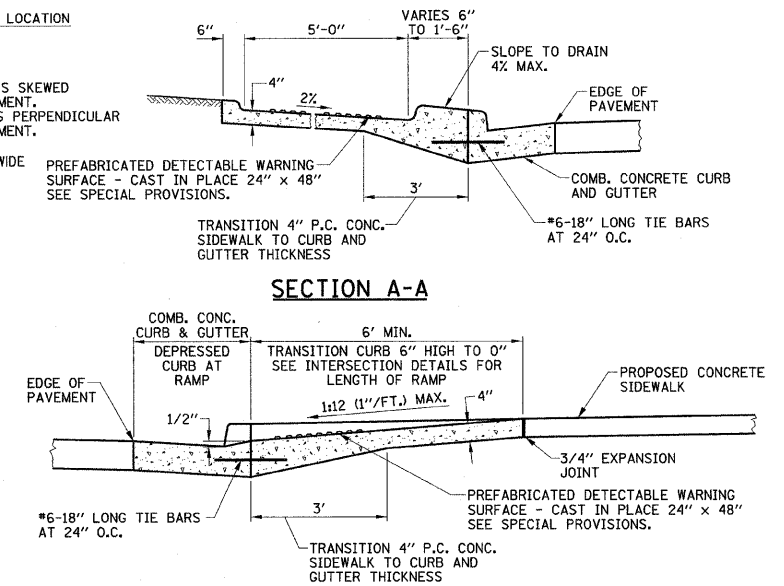 LOCATION
S SKEWED
MENT.
S PERPENDICULAR
MENT.
WIDE
6"
5'-0"
VARIES 6"
TO 1'-6"
SLOPE TO DRAIN
4% MAX.
4"
2%
EDGE OF
PAVEMENT
PREFABRICATED DETECTABLE WARNING
SURFACE - CAST IN PLACE 24" x 48"
SEE SPECIAL PROVISIONS.
3'
COMB. CONCRETE CURB
AND GUTTER
TRANSITION 4" P.C. CONC.
SIDEWALK TO CURB AND
GUTTER THICKNESS
#6-18" LONG TIE BARS
AT 24" O.C.
SECTION A-A
COMB. CONC.
CURB & GUTTER
6' MIN.
DEPRESSED
CURB AT
RAMP
TRANSITION CURB 6" HIGH TO 0"
SEE INTERSECTION DETAILS FOR
LENGTH OF RAMP
EDGE OF
PAVEMENT
PROPOSED CONCRETE
SIDEWALK
1:12 (1"/FT.) MAX.
4"
1/2"
3/4" EXPANSION
JOINT
3'
PREFABRICATED DETECTABLE WARNING
SURFACE - CAST IN PLACE 24" x 48"
SEE SPECIAL PROVISIONS.
#6-18" LONG TIE BARS
AT 24" O.C.
TRANSITION 4" P.C. CONC.
SIDEWALK TO CURB AND
GUTTER THICKNESS